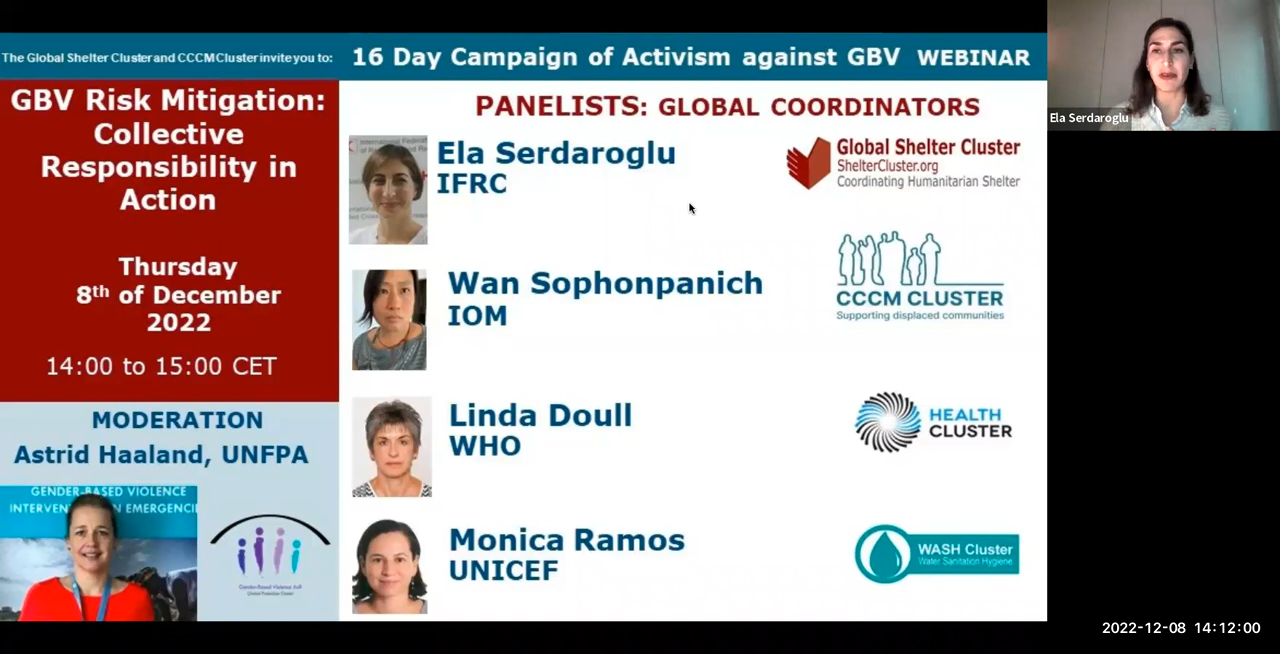 The Global Shelter Cluster and CCCM Cluster invite you to:
16 Day Campaign of Activism against GBV WEBINAR
GBV Risk Mitigation:
Collective
Responsibility in
Action
Thursday
8th of December
2022
14:00 to 15:00 CET
MODERATION
Astrid Haaland, UNFPA
GENDER-BASED VIOLENCE
PANELISTS: GLOBAL COORDINATORS
Ela Serdaroglu
IFRC
Global Shelter Cluster
ShelterCluster.org
Coordinating Humanitarian Shelter
Wan Sophonpanich
IOM
CCCM CLUSTER
Supporting displaced communities
Linda Doull
WHO
HEALTH
CLUSTER
Monica Ramos
UNICEF
WASH Cluster
Water Sanitation Hygiene
Ela Serdaroglu
2022-12-08 14:12:00